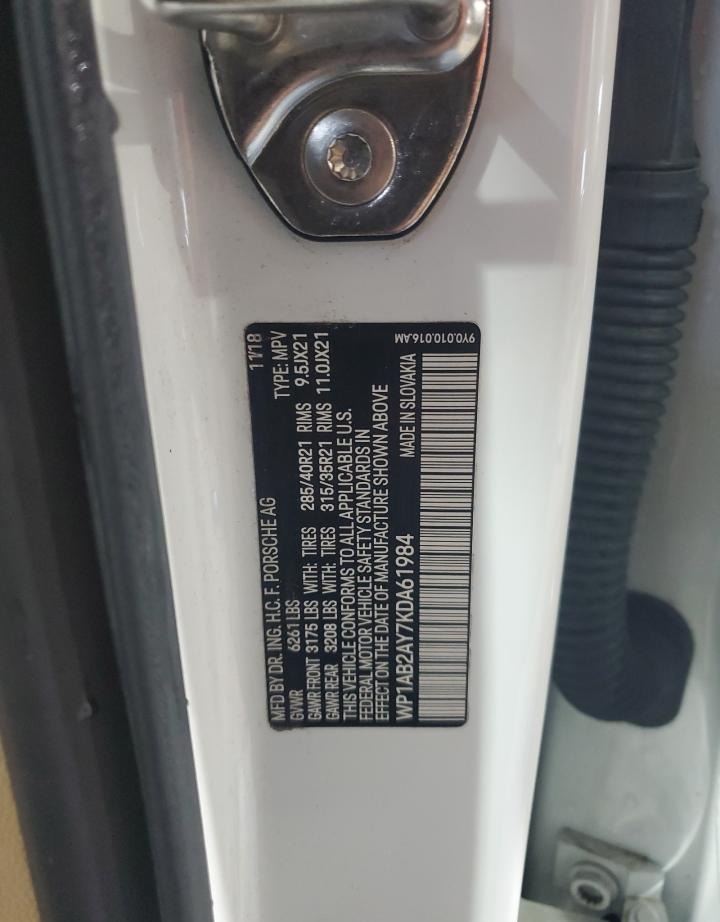 MFD BY DR. ING. H.C. F. PORSCHE AG 11/18
GVWR 6261 LBS TYPE: MPV
GAWR FRONT 3175 LBS WITH: TIRES 285/40R21 RIMS 9.5JX21
GAWR REAR 3208 LBS WITH: TIRES 315/35R21 RIMS 11.0JX21
THIS VEHICLE CONFORMS TO ALL APPLICABLE U.S.
FEDERAL MOTOR VEHICLE SAFETY STANDARDS IN
EFFECT ON THE DATE OF MANUFACTURE SHOWN ABOVE
WP1AB2AY7KDA61984 MADE IN SLOVAKIA
9Y0.010.016.AM